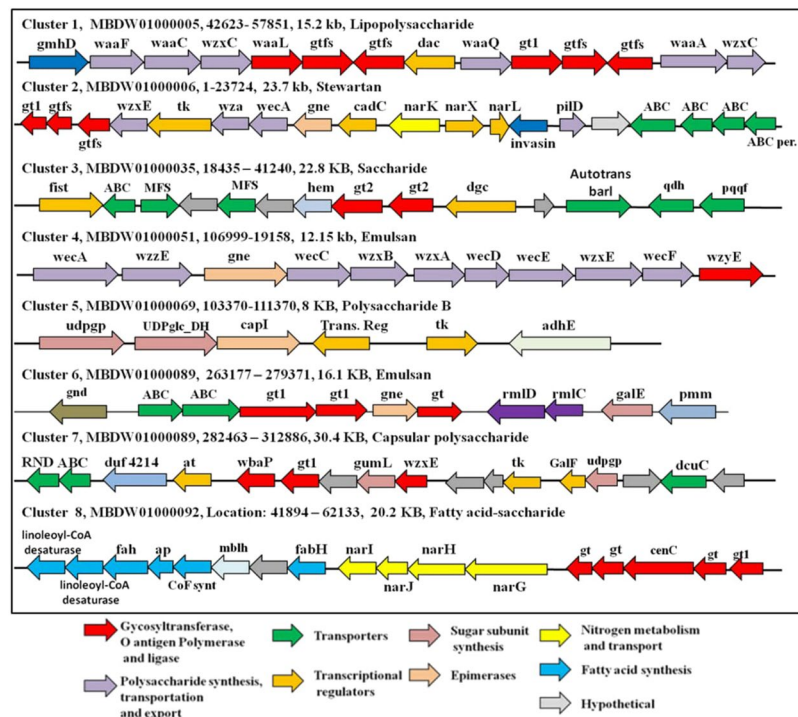 Cluster 1, MBDW01000005, 42623- 57851, 15.2 kb, Lipopolysaccharide
gmhD waaF waaC wzxC waaL gtfs gtfs dac waaQ gt1 gtfs gtfs waaA wzxC
Cluster 2, MBDW01000006, 1-23724, 23.7 kb, Stewartan
gt1 gtfs gtfs wzxE tk wza wecA gne cadC narK narX narL invasin pilD ABC ABC ABC ABC per.
Cluster 3, MBDW01000035, 18435 – 41240, 22.8 KB, Saccharide
fist ABC MFS MFS hem gt2 gt2 dgc Autotrans barl qdh pqqf
Cluster 4, MBDW01000051, 106999-19158, 12.15 kb, Emulsan
wecA wzzE gne wecC wzxB wzxA wecD wecE wzxE wecF wzyE
Cluster 5, MBDW01000069, 103370-111370, 8 KB, Polysaccharide B
udpgp UDPglc_DH capI Trans. Reg tk adhE
Cluster 6, MBDW01000089, 263177 – 279371, 16.1 KB, Emulsan
gnd ABC ABC gt1 gt1 gne gt rmlD rmlC galE pmm
Cluster 7, MBDW01000089, 282463 – 312886, 30.4 KB, Capsular polysaccharide
RND ABC duf4214 at wbaP gt1 gumL wzxE tk GalF udpgp dcuC
Cluster 8, MBDW01000092, Location: 41894 – 62133, 20.2 KB, Fatty acid-saccharide
linoleoyl-CoA desaturase linoleoyl-CoA desaturase fah ap CoF synt mblh fabH narI narJ narH narG gt gt cenC gt gt1
Gycosyltransferase, O antigen Polymerase and ligase
Transporters
Sugar subunit synthesis
Nitrogen metabolism and transport
Polysaccharide synthesis, transportation and export
Transcriptional regulators
Epimerases
Fatty acid synthesis
Hypothetical